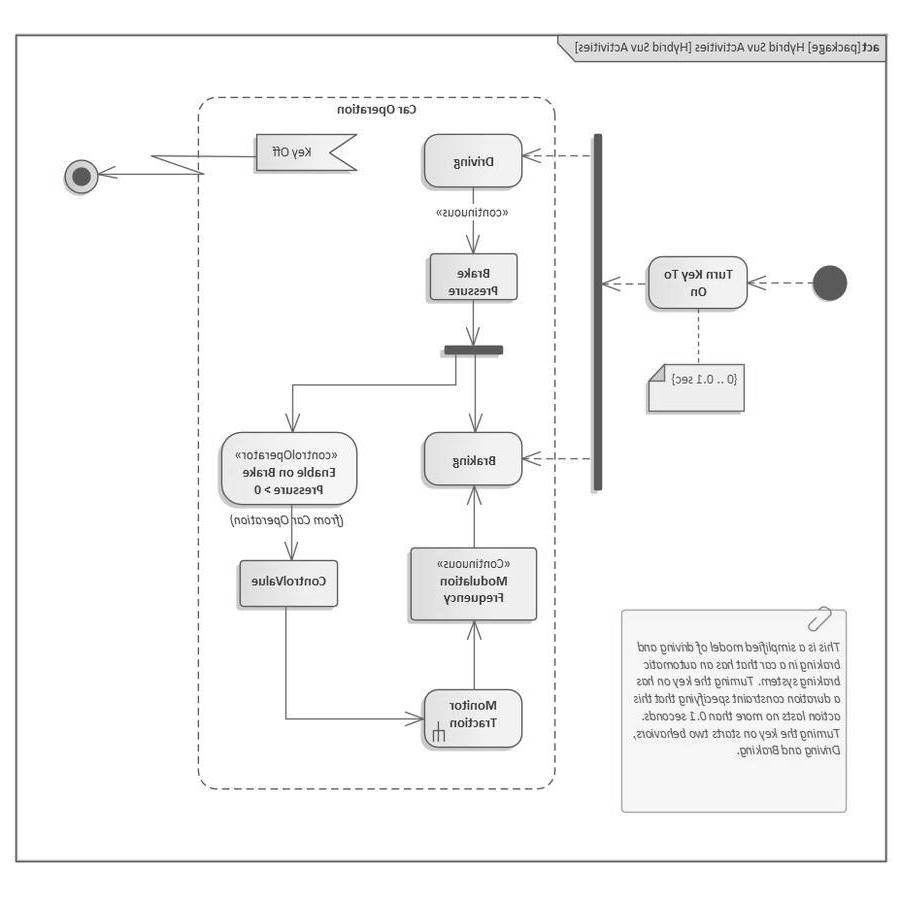 act[package] Hybrid Suv Activities [Hybrid Suv Activities]
Car Operation
Key Off
Driving
«continuous»
Brake
Pressure
Turn Key To
On
{0 .. 0.1 sec}
«controlOperator»
Enable on Brake
Pressure > 0
(from Car Operation)
Braking
ControlValue
«Continuous»
Modulation
Frequency
Monitor
Traction
This is a simplified model of driving and
braking in a car that has an automatic
braking system. Turning the key on has
a duration constraint specifying that this
action lasts no more than 0.1 seconds.
Turning the key on starts two behaviors,
Driving and Braking.